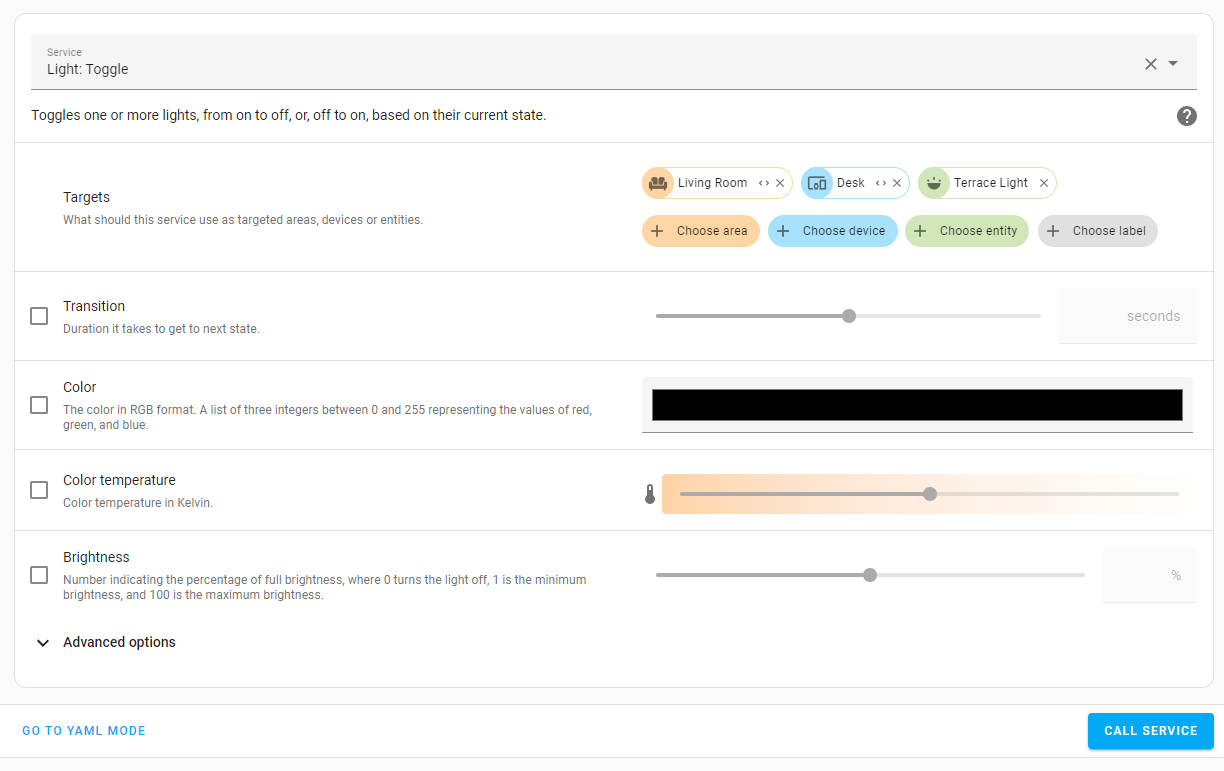 Service
Light: Toggle
Toggles one or more lights, from on to off, or, off to on, based on their current state.
Targets
What should this service use as targeted areas, devices or entities.
Living Room
Desk
Terrace Light
Choose area
Choose device
Choose entity
Choose label
Transition
Duration it takes to get to next state.
seconds
Color
The color in RGB format. A list of three integers between 0 and 255 representing the values of red,
green, and blue.
Color temperature
Color temperature in Kelvin.
Brightness
Number indicating the percentage of full brightness, where 0 turns the light off, 1 is the minimum
brightness, and 100 is the maximum brightness.
%
Advanced options
GO TO YAML MODE
CALL SERVICE